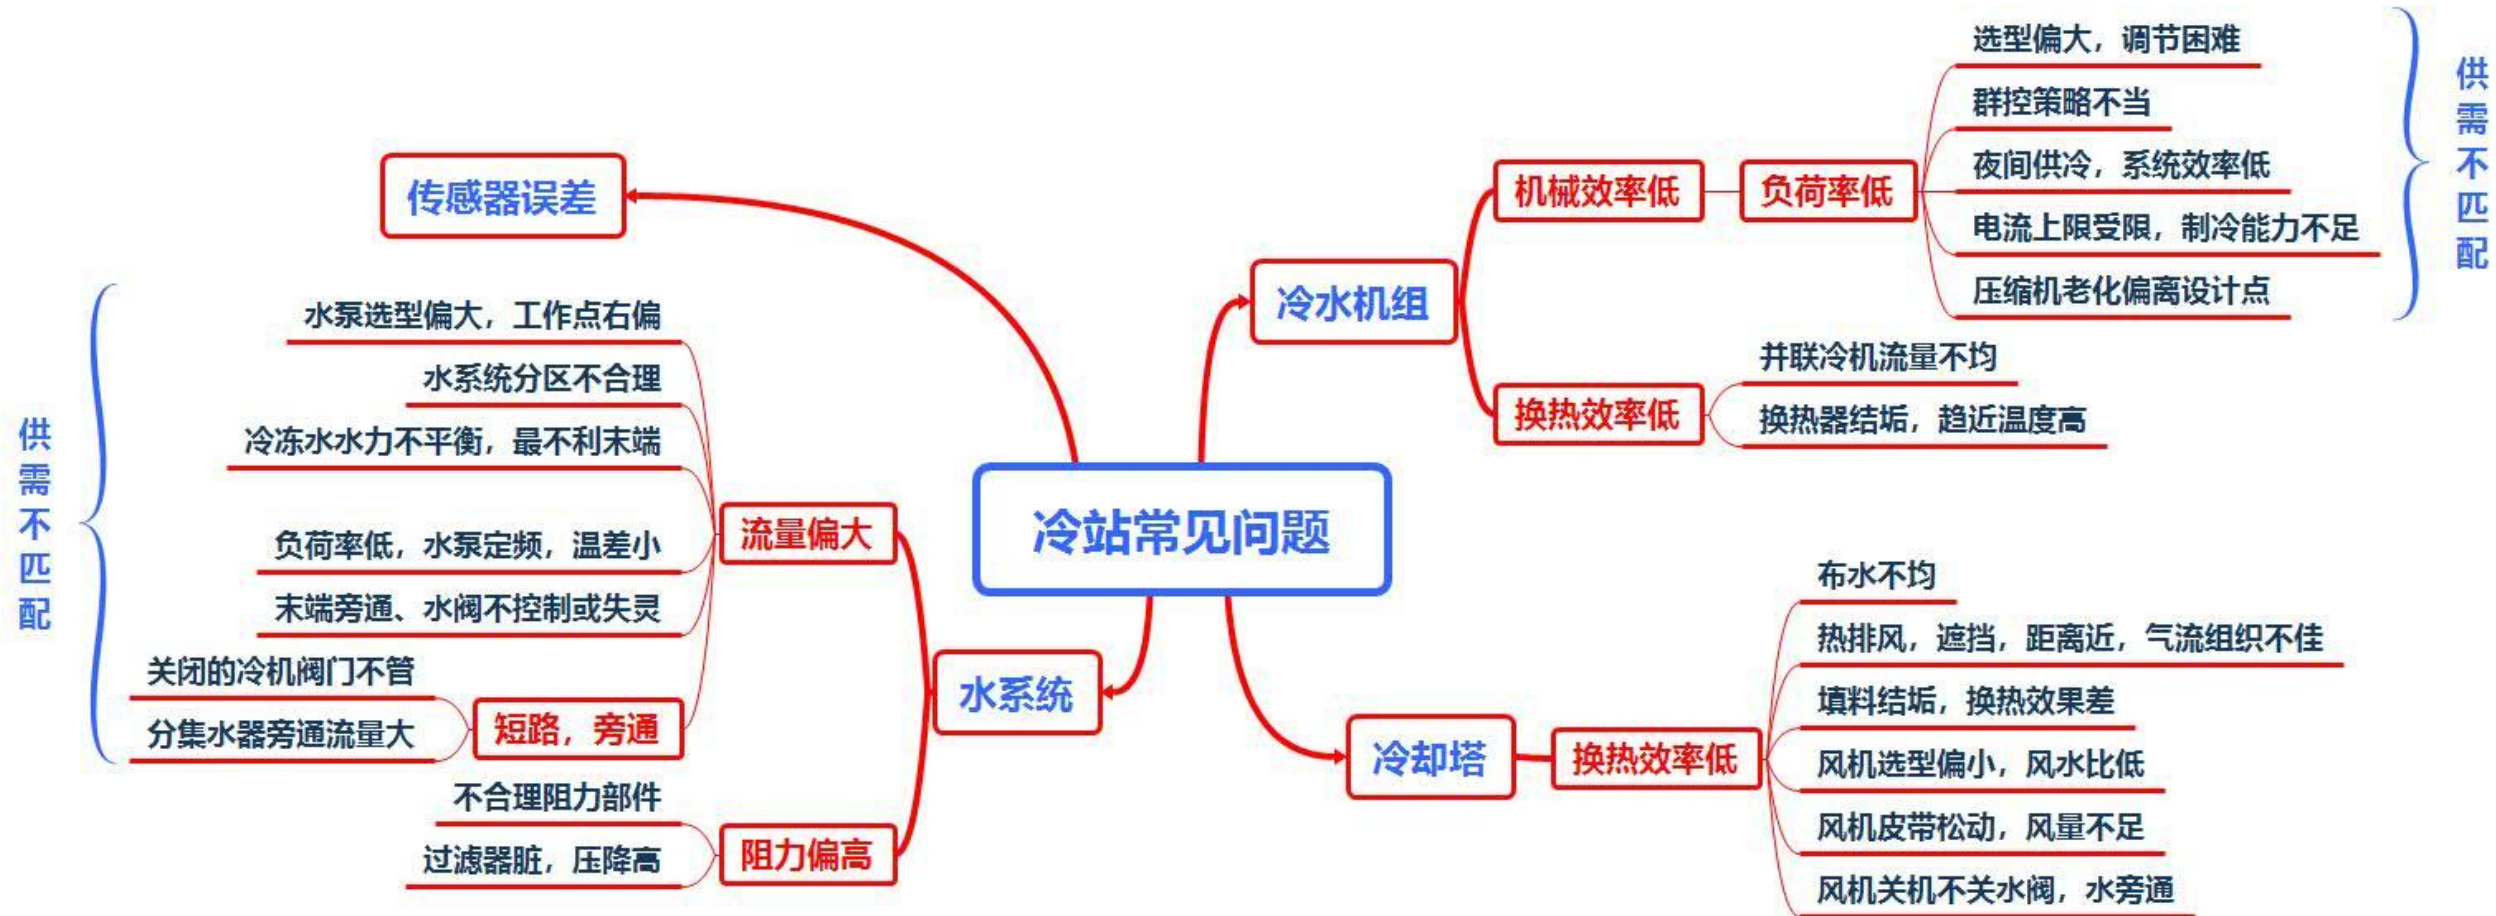 冷站常见问题
传感器误差
冷水机组
机械效率低
负荷率低
选型偏大，调节困难
群控策略不当
夜间供冷，系统效率低
电流上限受限，制冷能力不足
压缩机老化偏离设计点
供需不匹配
换热效率低
并联冷机流量不均
换热器结垢，趋近温度高
冷却塔
换热效率低
布水不均
热排风，遮挡，距离近，气流组织不佳
填料结垢，换热效果差
风机选型偏小，风水比低
风机皮带松动，风量不足
风机关机不关水阀，水旁通
水系统
流量偏大
水泵选型偏大，工作点右偏
水系统分区不合理
冷冻水水力不平衡，最不利末端
负荷率低，水泵定频，温差小
末端旁通、水阀不控制或失灵
短路，旁通
关闭的冷机阀门不管
分集水器旁通流量大
供需不匹配
阻力偏高
不合理阻力部件
过滤器脏，压降高